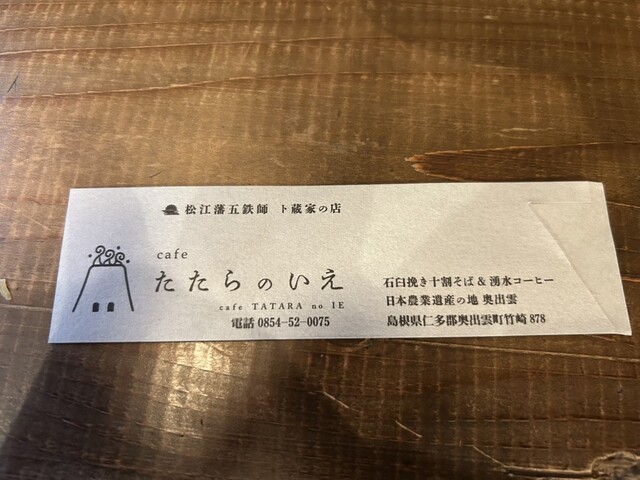 松江藩五鉄師 卜蔵家の店
cafe
たたらのいえ
cafe TATARA no IE
電話 0854-52-0075
石臼挽き十割そば & 湧水コーヒー
日本農業遺産の地 奥出雲
島根県仁多郡奥出雲町竹崎 878